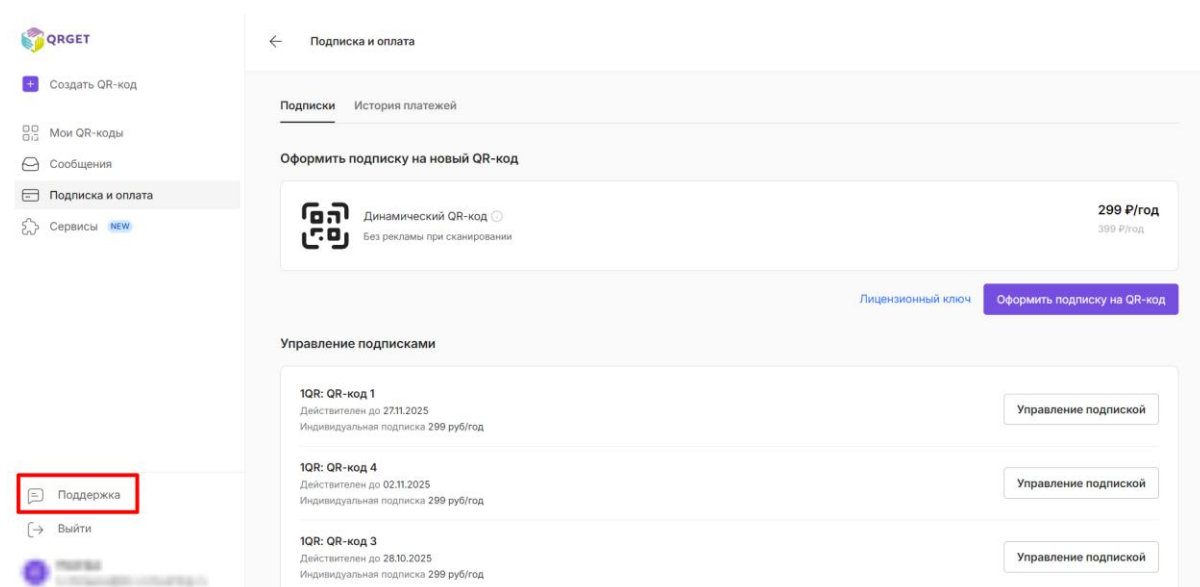 QRGET
Создать QR-код
Мои QR-коды
Сообщения
Подписка и оплата
Сервисы NEW
Поддержка
Выйти
Подписка и оплата
Подписки История платежей
Оформить подписку на новый QR-код
Динамический QR-код
Без рекламы при сканировании
299 ₽/год
399 ₽/год
Лицензионный ключ Оформить подписку на QR-код
Управление подписками
1QR: QR-код 1
Действителен до 27.11.2025
Индивидуальная подписка 299 руб/год
Управление подпиской
1QR: QR-код 4
Действителен до 02.11.2025
Индивидуальная подписка 299 руб/год
Управление подпиской
1QR: QR-код 3
Действителен до 28.10.2025
Индивидуальная подписка 299 руб/год
Управление подпиской